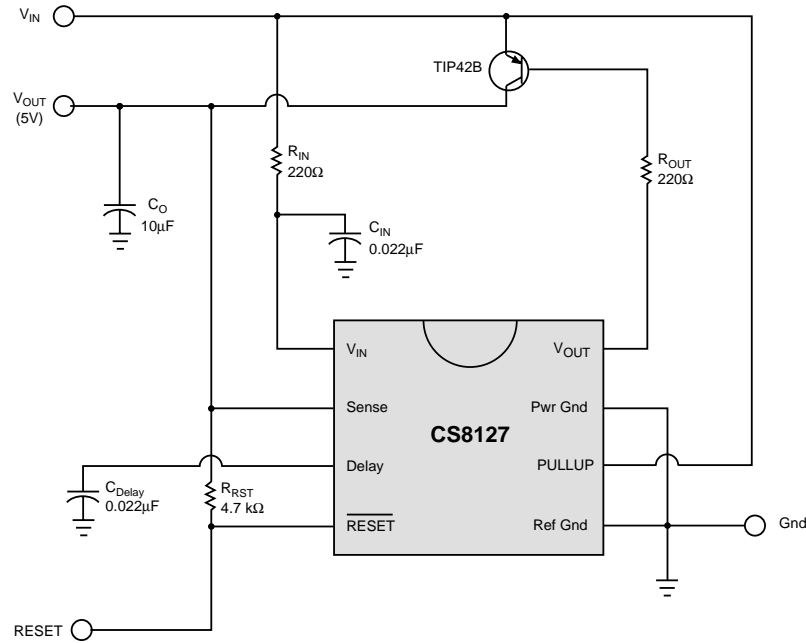 VIN
TIP42B
VOUT
(5V)
RIN
220Ω
ROUT
220Ω
CO
10µF
CIN
0.022µF
VIN
VOUT
Sense
Pwr Gnd
CS8127
Delay
PULLUP
CDelay
0.022µF
RRST
4.7 kΩ
RESET
Ref Gnd
Gnd
RESET